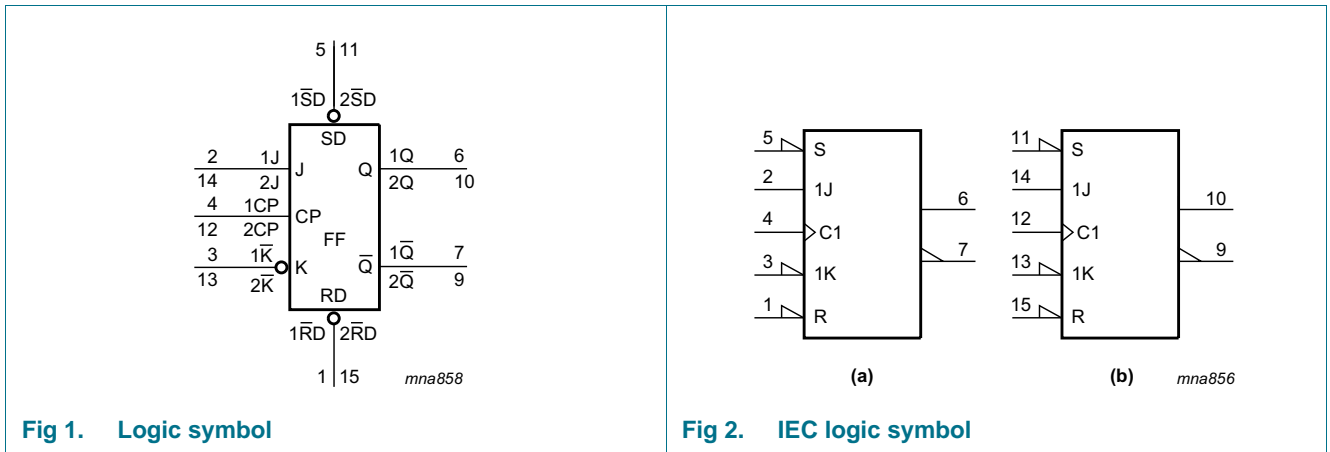 5 11
1S̅D 2S̅D
SD
2 1J J Q 1Q 6
14 2J 2Q 10
4 1CP CP
12 2CP
FF
3 1K̅ K Q̅ 1Q̅ 7
13 2K̅ 2Q̅ 9
RD
1R̅D 2R̅D
1 15 mna858
Fig 1. Logic symbol
5 S
2 1J
4 C1
3 1K
1 R
6
7
(a)
11 S
14 1J
12 C1
13 1K
15 R
10
9
(b) mna856
Fig 2. IEC logic symbol